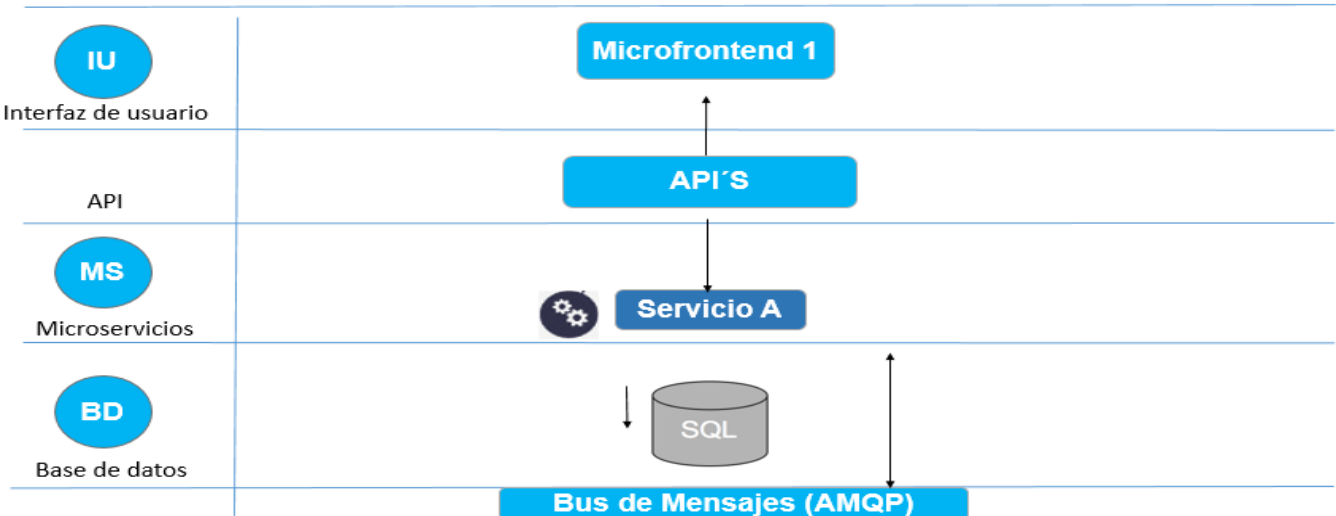 IU
Interfaz de usuario
Microfrontend 1
API
API´S
MS
Microservicios
Servicio A
BD
Base de datos
SQL
Bus de Mensajes (AMQP)